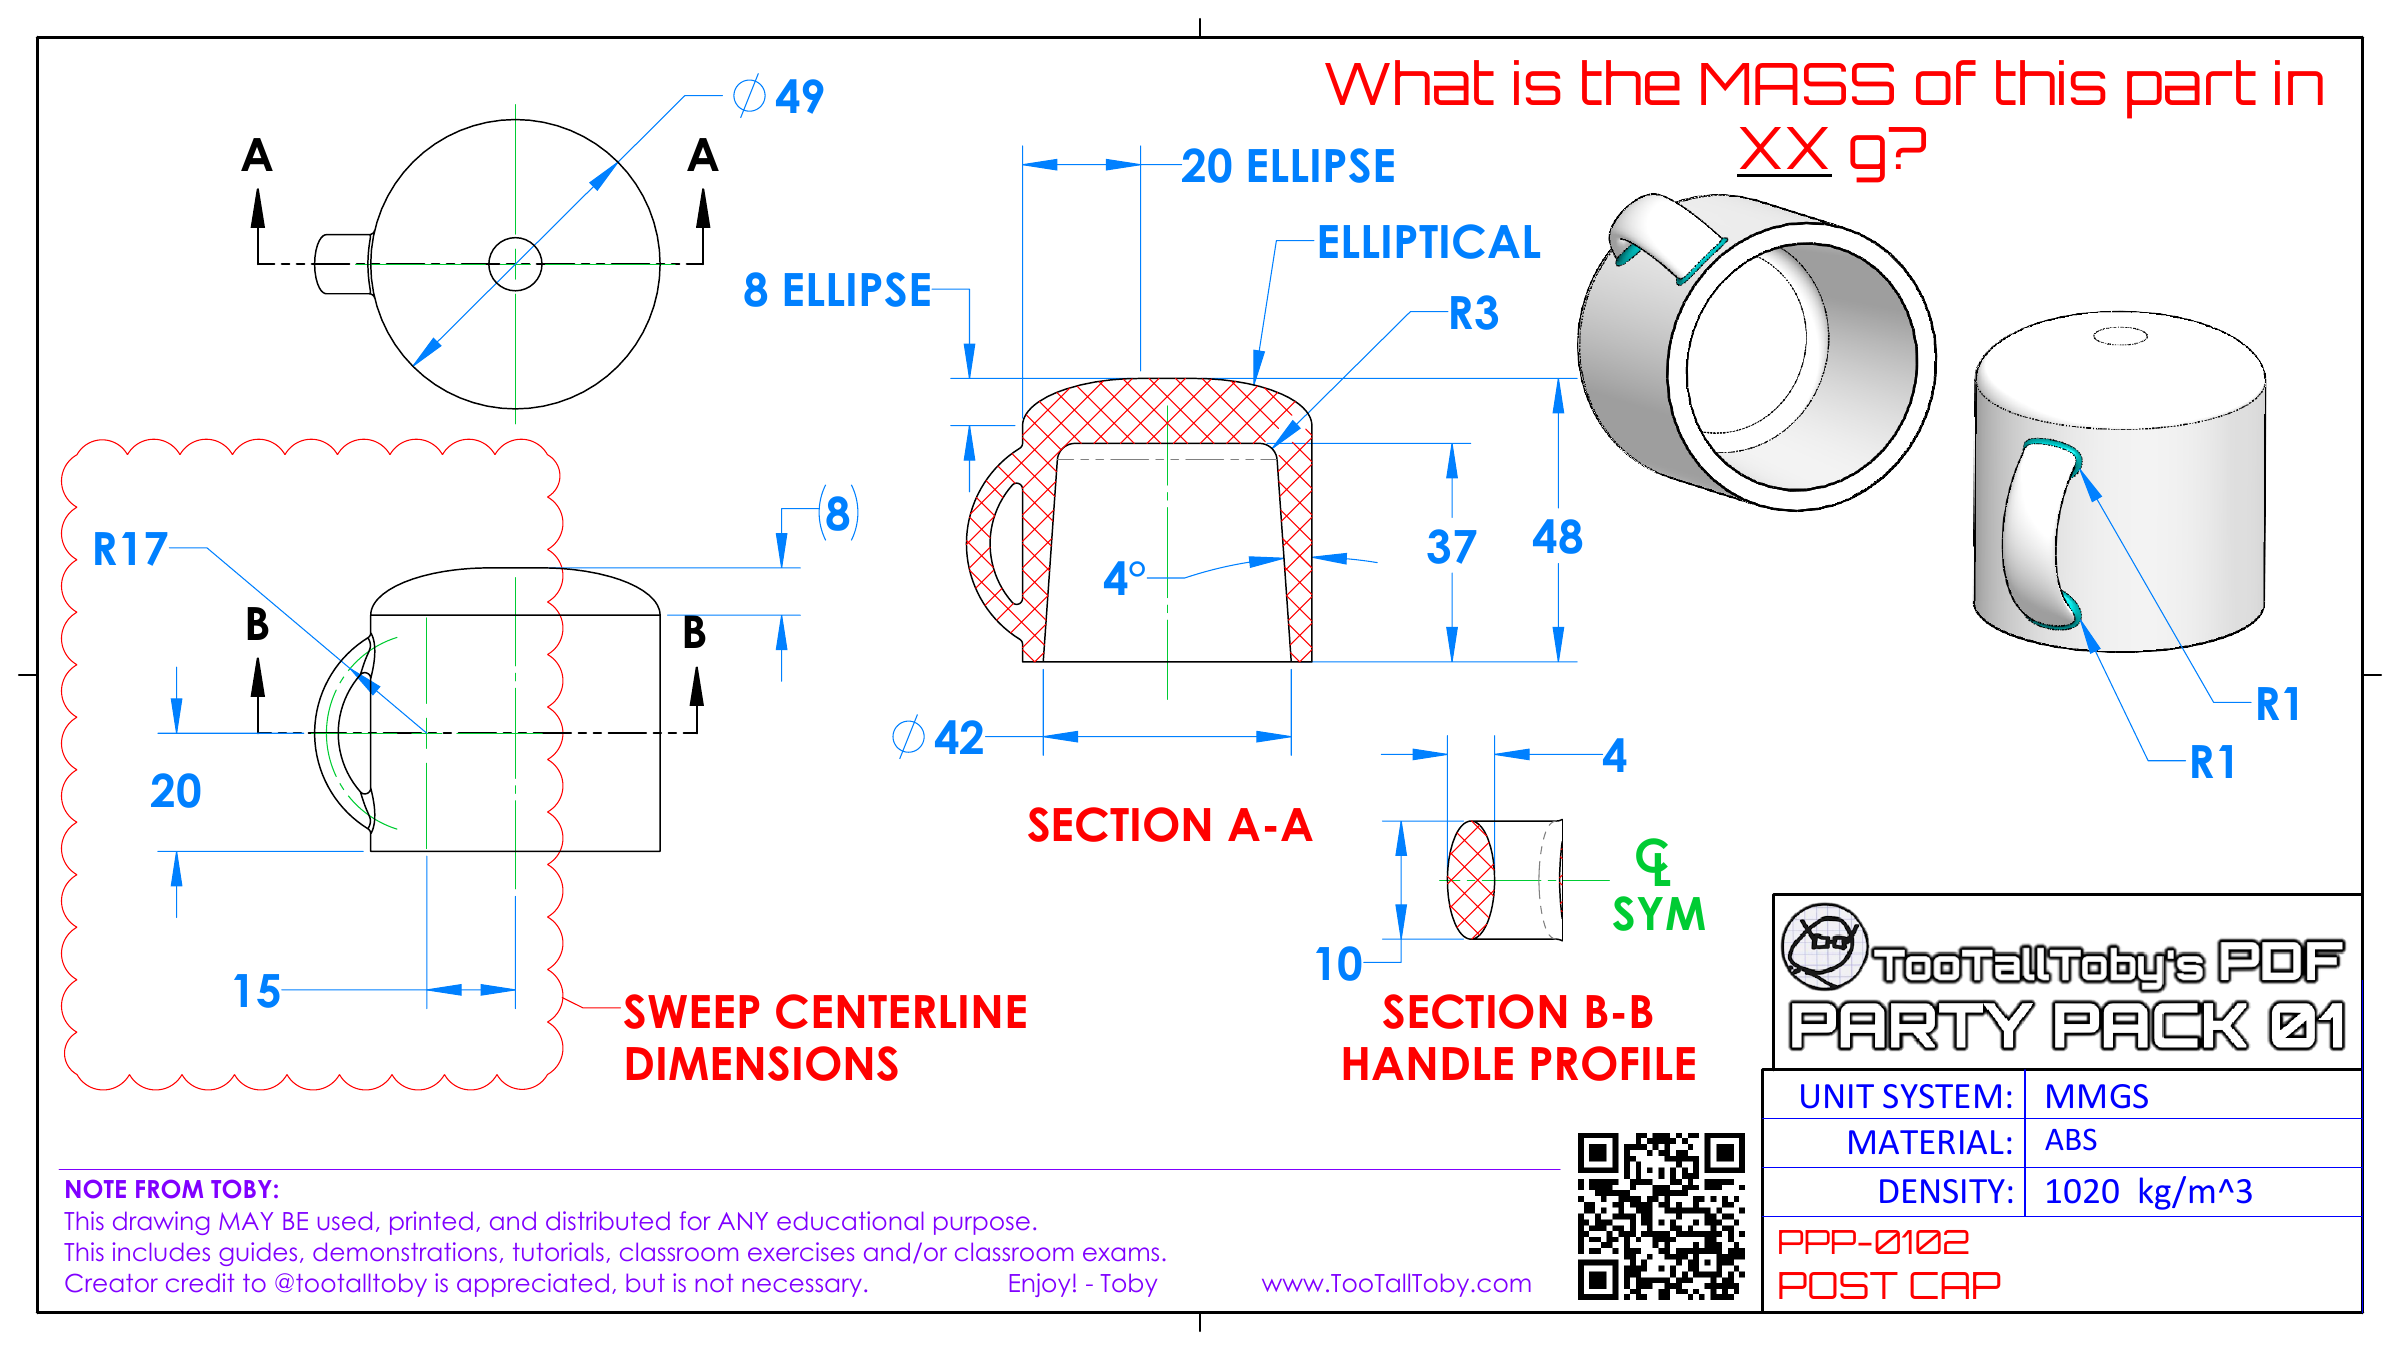 What is the MASS of this part in
XX g?
⌀ 49
A
A
20 ELLIPSE
ELLIPTICAL
8 ELLIPSE
R3
(8)
R17
B
B
37
48
4°
20
⌀ 42
R1
R1
4
SECTION A-A
℄
SYM
10
15
SWEEP CENTERLINE
DIMENSIONS
SECTION B-B
HANDLE PROFILE
TooTallToby's PDF
PARTY PACK 01
UNIT SYSTEM: MMGS
MATERIAL: ABS
DENSITY: 1020 kg/m^3
PPP-0102
POST CAP
NOTE FROM TOBY:
This drawing MAY BE used, printed, and distributed for ANY educational purpose.
This includes guides, demonstrations, tutorials, classroom exercises and/or classroom exams.
Creator credit to @tootalltoby is appreciated, but is not necessary. Enjoy! - Toby www.TooTallToby.com